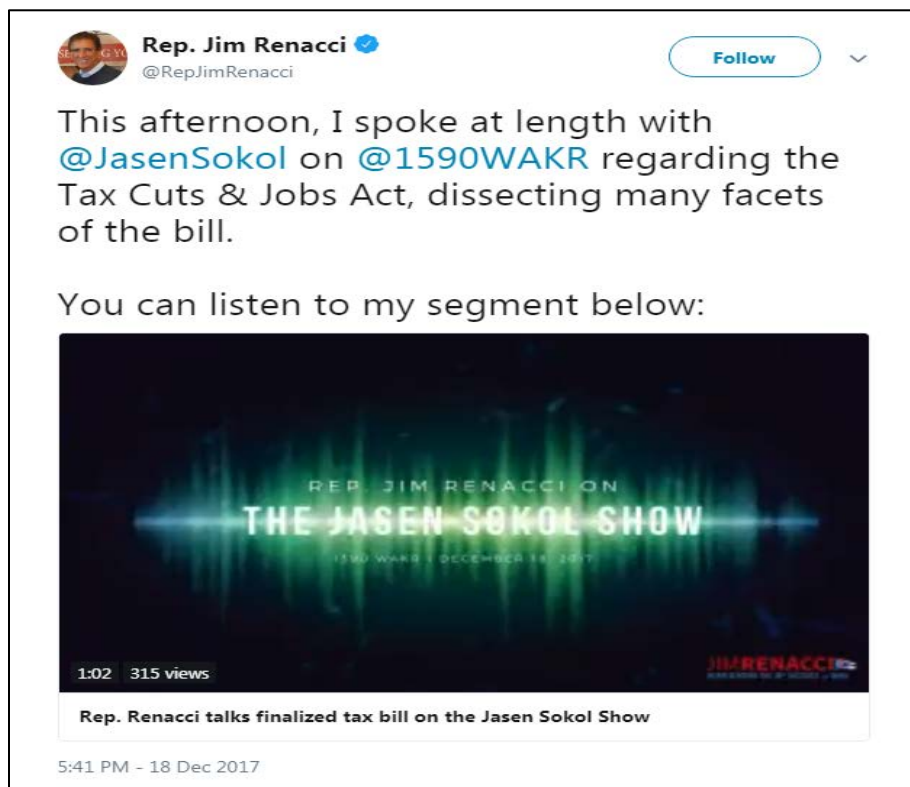 Rep. Jim Renacci
@RepJimRenacci
Follow
This afternoon, I spoke at length with
@JasenSokol on @1590WAKR regarding the
Tax Cuts & Jobs Act, dissecting many facets
of the bill.
You can listen to my segment below:
REP. JIM RENACCI ON
THE JASEN SOKOL SHOW
1590 WAKR | DECEMBER 18, 2017
JIMRENACCI
1:02 315 views
Rep. Renacci talks finalized tax bill on the Jasen Sokol Show
5:41 PM - 18 Dec 2017